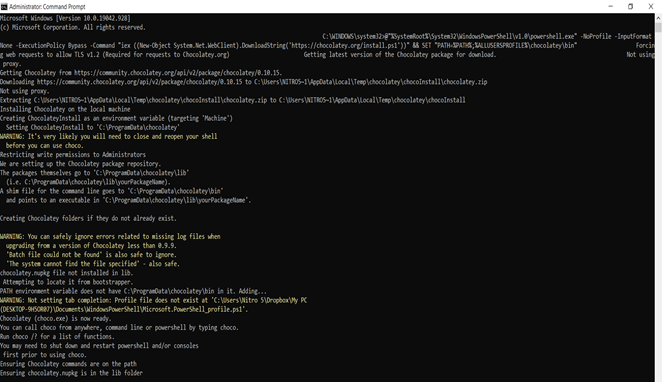 Administrator: Command Prompt
Microsoft Windows [Version 10.0.19042.928]
(c) Microsoft Corporation. All rights reserved.
C:\WINDOWS\system32>@"%SystemRoot%\System32\WindowsPowerShell\v1.0\powershell.exe" -NoProfile -InputFormat
None -ExecutionPolicy Bypass -Command "iex ((New-Object System.Net.WebClient).DownloadString('https://chocolatey.org/install.ps1'))" && SET "PATH=%PATH%;%ALLUSERSPROFILE%\chocolatey\bin" Forcin
g web requests to allow TLS v1.2 (Required for requests to Chocolatey.org) Getting latest version of the Chocolatey package for download. Not using
proxy.
Getting Chocolatey from https://community.chocolatey.org/api/v2/package/chocolatey/0.10.15.
Downloading https://community.chocolatey.org/api/v2/package/chocolatey/0.10.15 to C:\Users\NITRO5~1\AppData\Local\Temp\chocolatey\chocoInstall\chocolatey.zip
Not using proxy.
Extracting C:\Users\NITRO5~1\AppData\Local\Temp\chocolatey\chocoInstall\chocolatey.zip to C:\Users\NITRO5~1\AppData\Local\Temp\chocolatey\chocoInstall
Installing Chocolatey on the local machine
Creating ChocolateyInstall as an environment variable (targeting 'Machine')
Setting ChocolateyInstall to 'C:\ProgramData\chocolatey'
WARNING: It's very likely you will need to close and reopen your shell
before you can use choco.
Restricting write permissions to Administrators
We are setting up the Chocolatey package repository.
The packages themselves go to 'C:\ProgramData\chocolatey\lib'
(i.e. C:\ProgramData\chocolatey\lib\yourPackageName).
A shim file for the command line goes to 'C:\ProgramData\chocolatey\bin'
and points to an executable in 'C:\ProgramData\chocolatey\lib\yourPackageName'.
Creating Chocolatey folders if they do not already exist.
WARNING: You can safely ignore errors related to missing log files when
upgrading from a version of Chocolatey less than 0.9.9.
'Batch file could not be found' is also safe to ignore.
'The system cannot find the file specified' - also safe.
chocolatey.nupkg file not installed in lib.
Attempting to locate it from bootstrapper.
PATH environment variable does not have C:\ProgramData\chocolatey\bin in it. Adding...
WARNING: Not setting tab completion: Profile file does not exist at 'C:\Users\Nitro 5\Dropbox\My PC
(DESKTOP-9H5OR07)\Documents\WindowsPowerShell\Microsoft.PowerShell_profile.ps1'.
Chocolatey (choco.exe) is now ready.
You can call choco from anywhere, command line or powershell by typing choco.
Run choco /? for a list of functions.
You may need to shut down and restart powershell and/or consoles
first prior to using choco.
Ensuring Chocolatey commands are on the path
Ensuring chocolatey.nupkg is in the lib folder